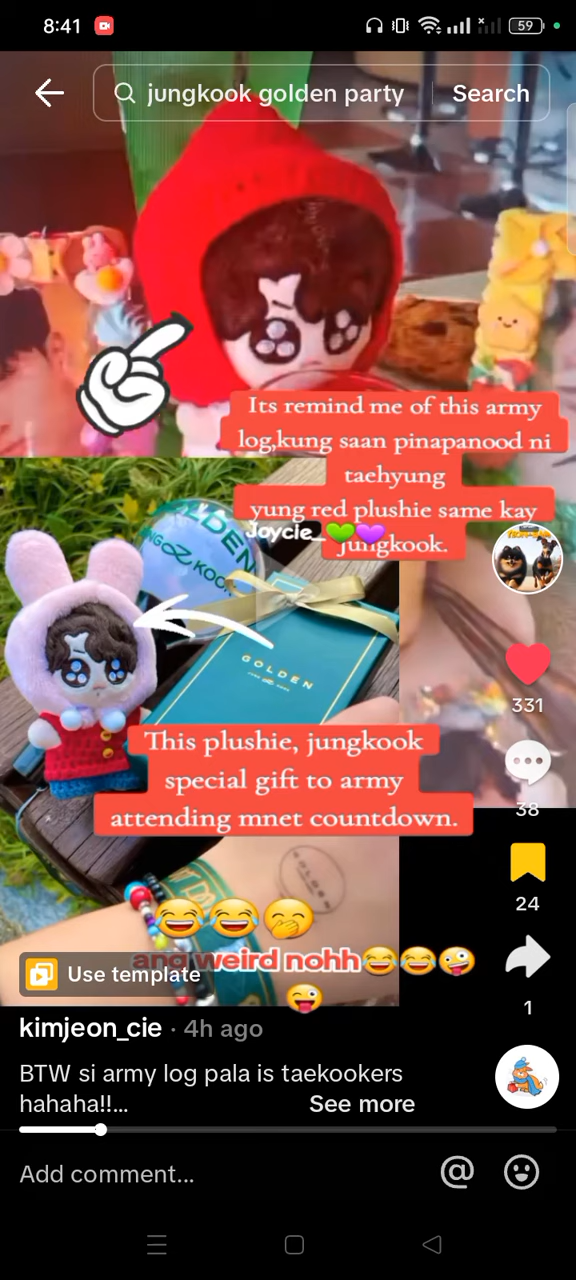 8:41
59
jungkook golden party
Search
Its remind me of this army
log,kung saan pinapanood ni
taehyung
yung red plushie same kay
Joycie_💚💜
jungkook.
GOLDEN
GOLDEN
331
This plushie, jungkook
special gift to army
attending mnet countdown.
38
GOLDEN
24
😂😂🤭
and weird nohh😂😂🤪
😜
Use template
1
kimjeon_cie · 4h ago
BTW si army log pala is taekookers
hahaha!!... See more
Add comment...